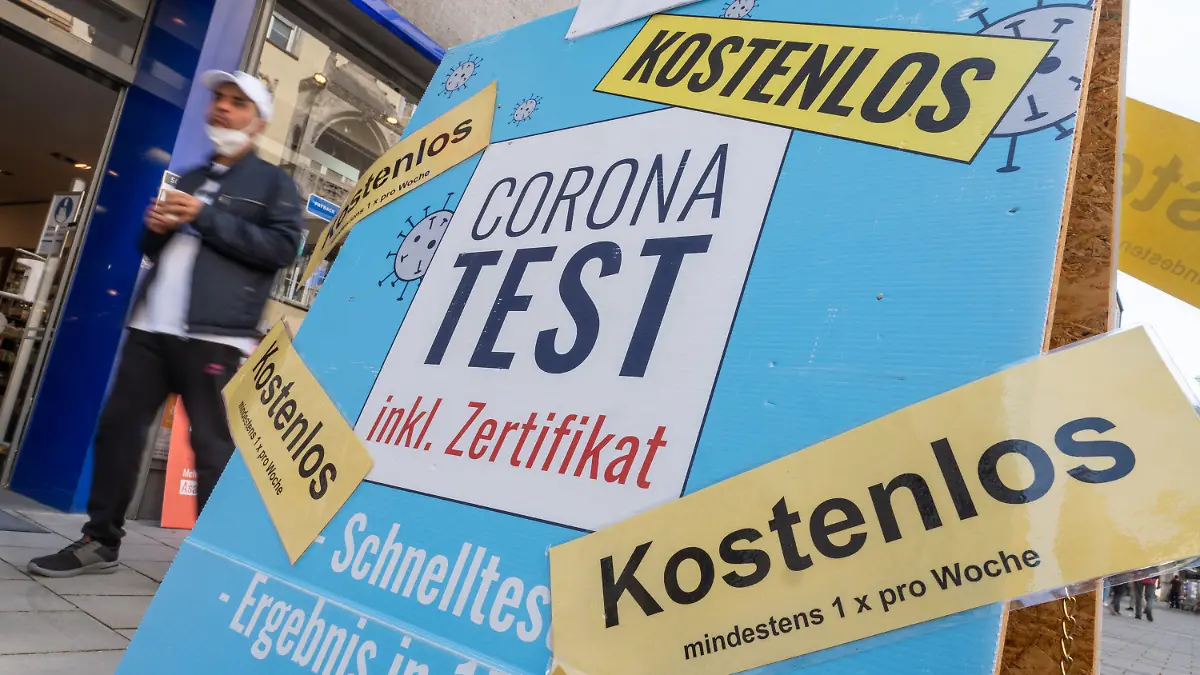 KOSTENLOS
Kostenlos
1 x pro Woche
CORONA
TEST
inkl. Zertifikat
Kostenlos
mindestens 1 x pro Woche
Kostenlos
mindestens 1 x pro Woche
- Schnelltes
- Ergebnis in
PAYBACK